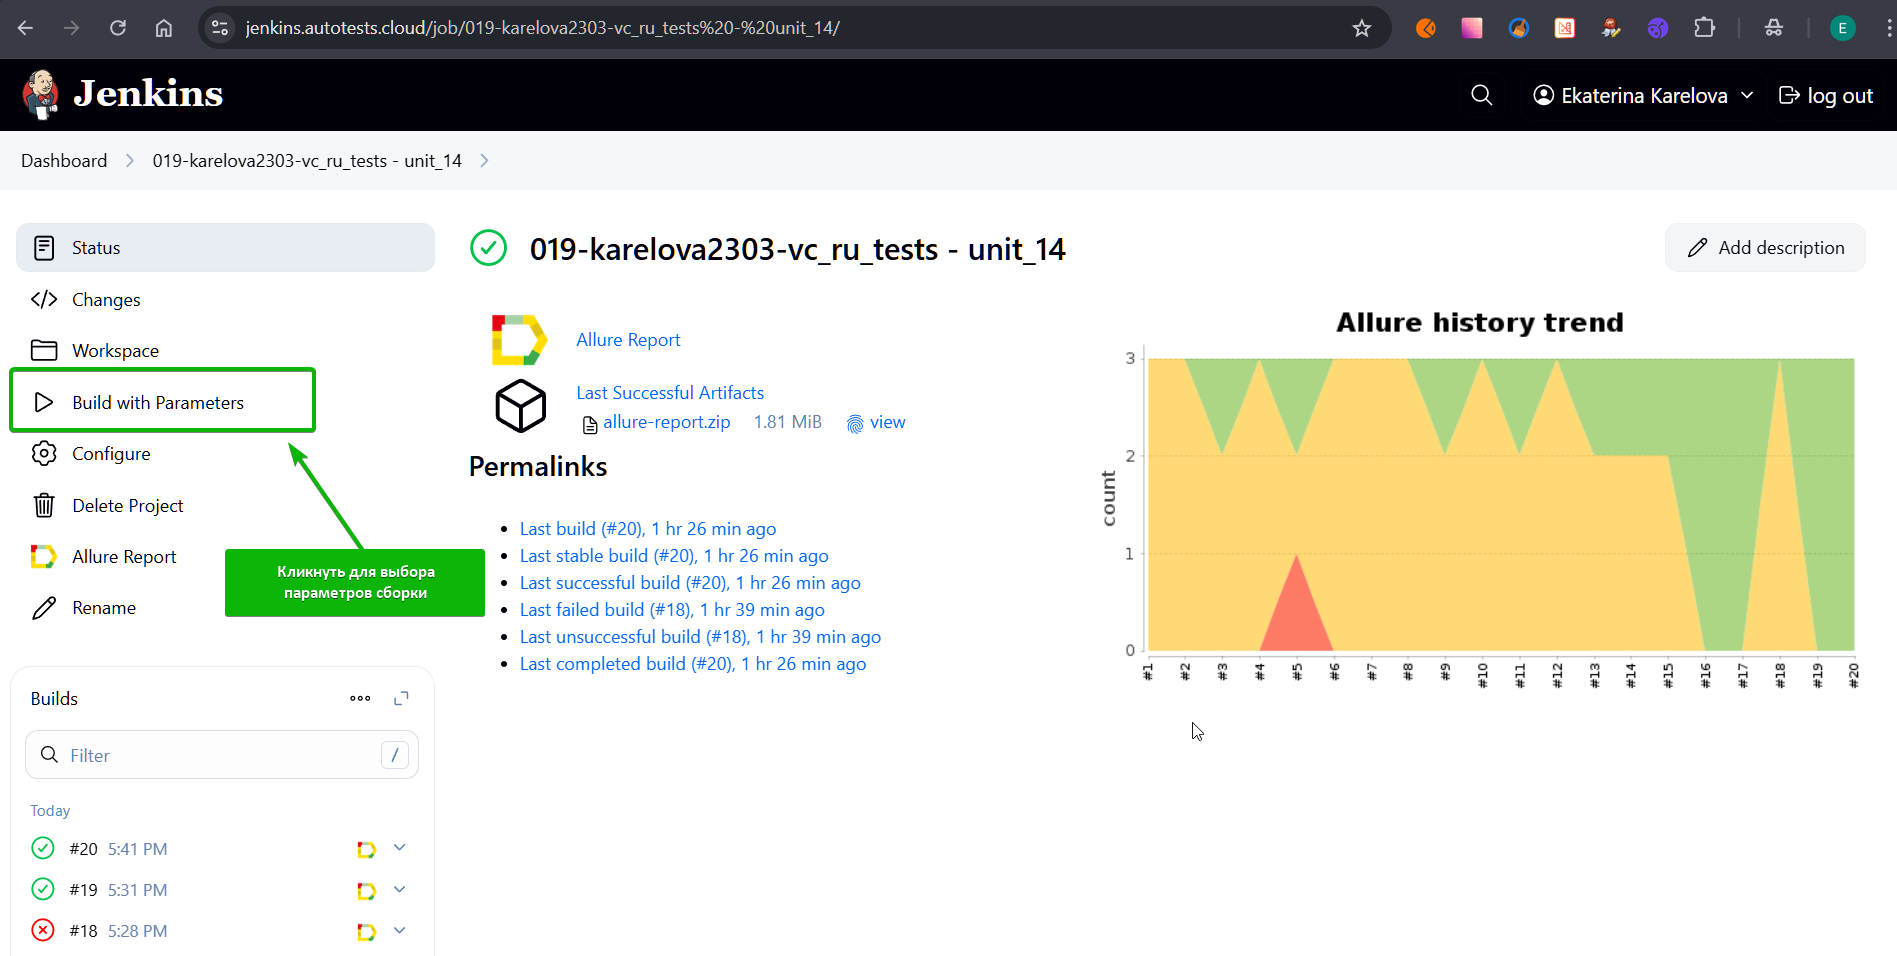 jenkins.autotests.cloud/job/019-karelova2303-vc_ru_tests%20-%20unit_14/
E
Jenkins
Ekaterina Karelova
log out
Dashboard
019-karelova2303-vc_ru_tests - unit_14
Status
Changes
Workspace
Build with Parameters
Configure
Delete Project
Allure Report
Rename
Кликнуть для выбора
параметров сборки
Builds
Filter
/
Today
#20 5:41 PM
#19 5:31 PM
#18 5:28 PM
019-karelova2303-vc_ru_tests - unit_14
Add description
Allure Report
Last Successful Artifacts
allure-report.zip 1.81 MiB view
Permalinks
Last build (#20), 1 hr 26 min ago
Last stable build (#20), 1 hr 26 min ago
Last successful build (#20), 1 hr 26 min ago
Last failed build (#18), 1 hr 39 min ago
Last unsuccessful build (#18), 1 hr 39 min ago
Last completed build (#20), 1 hr 26 min ago
Allure history trend
count
3
2
1
0
#1 #2 #3 #4 #5 #6 #7 #8 #9 #10 #11 #12 #13 #14 #15 #16 #17 #18 #19 #20